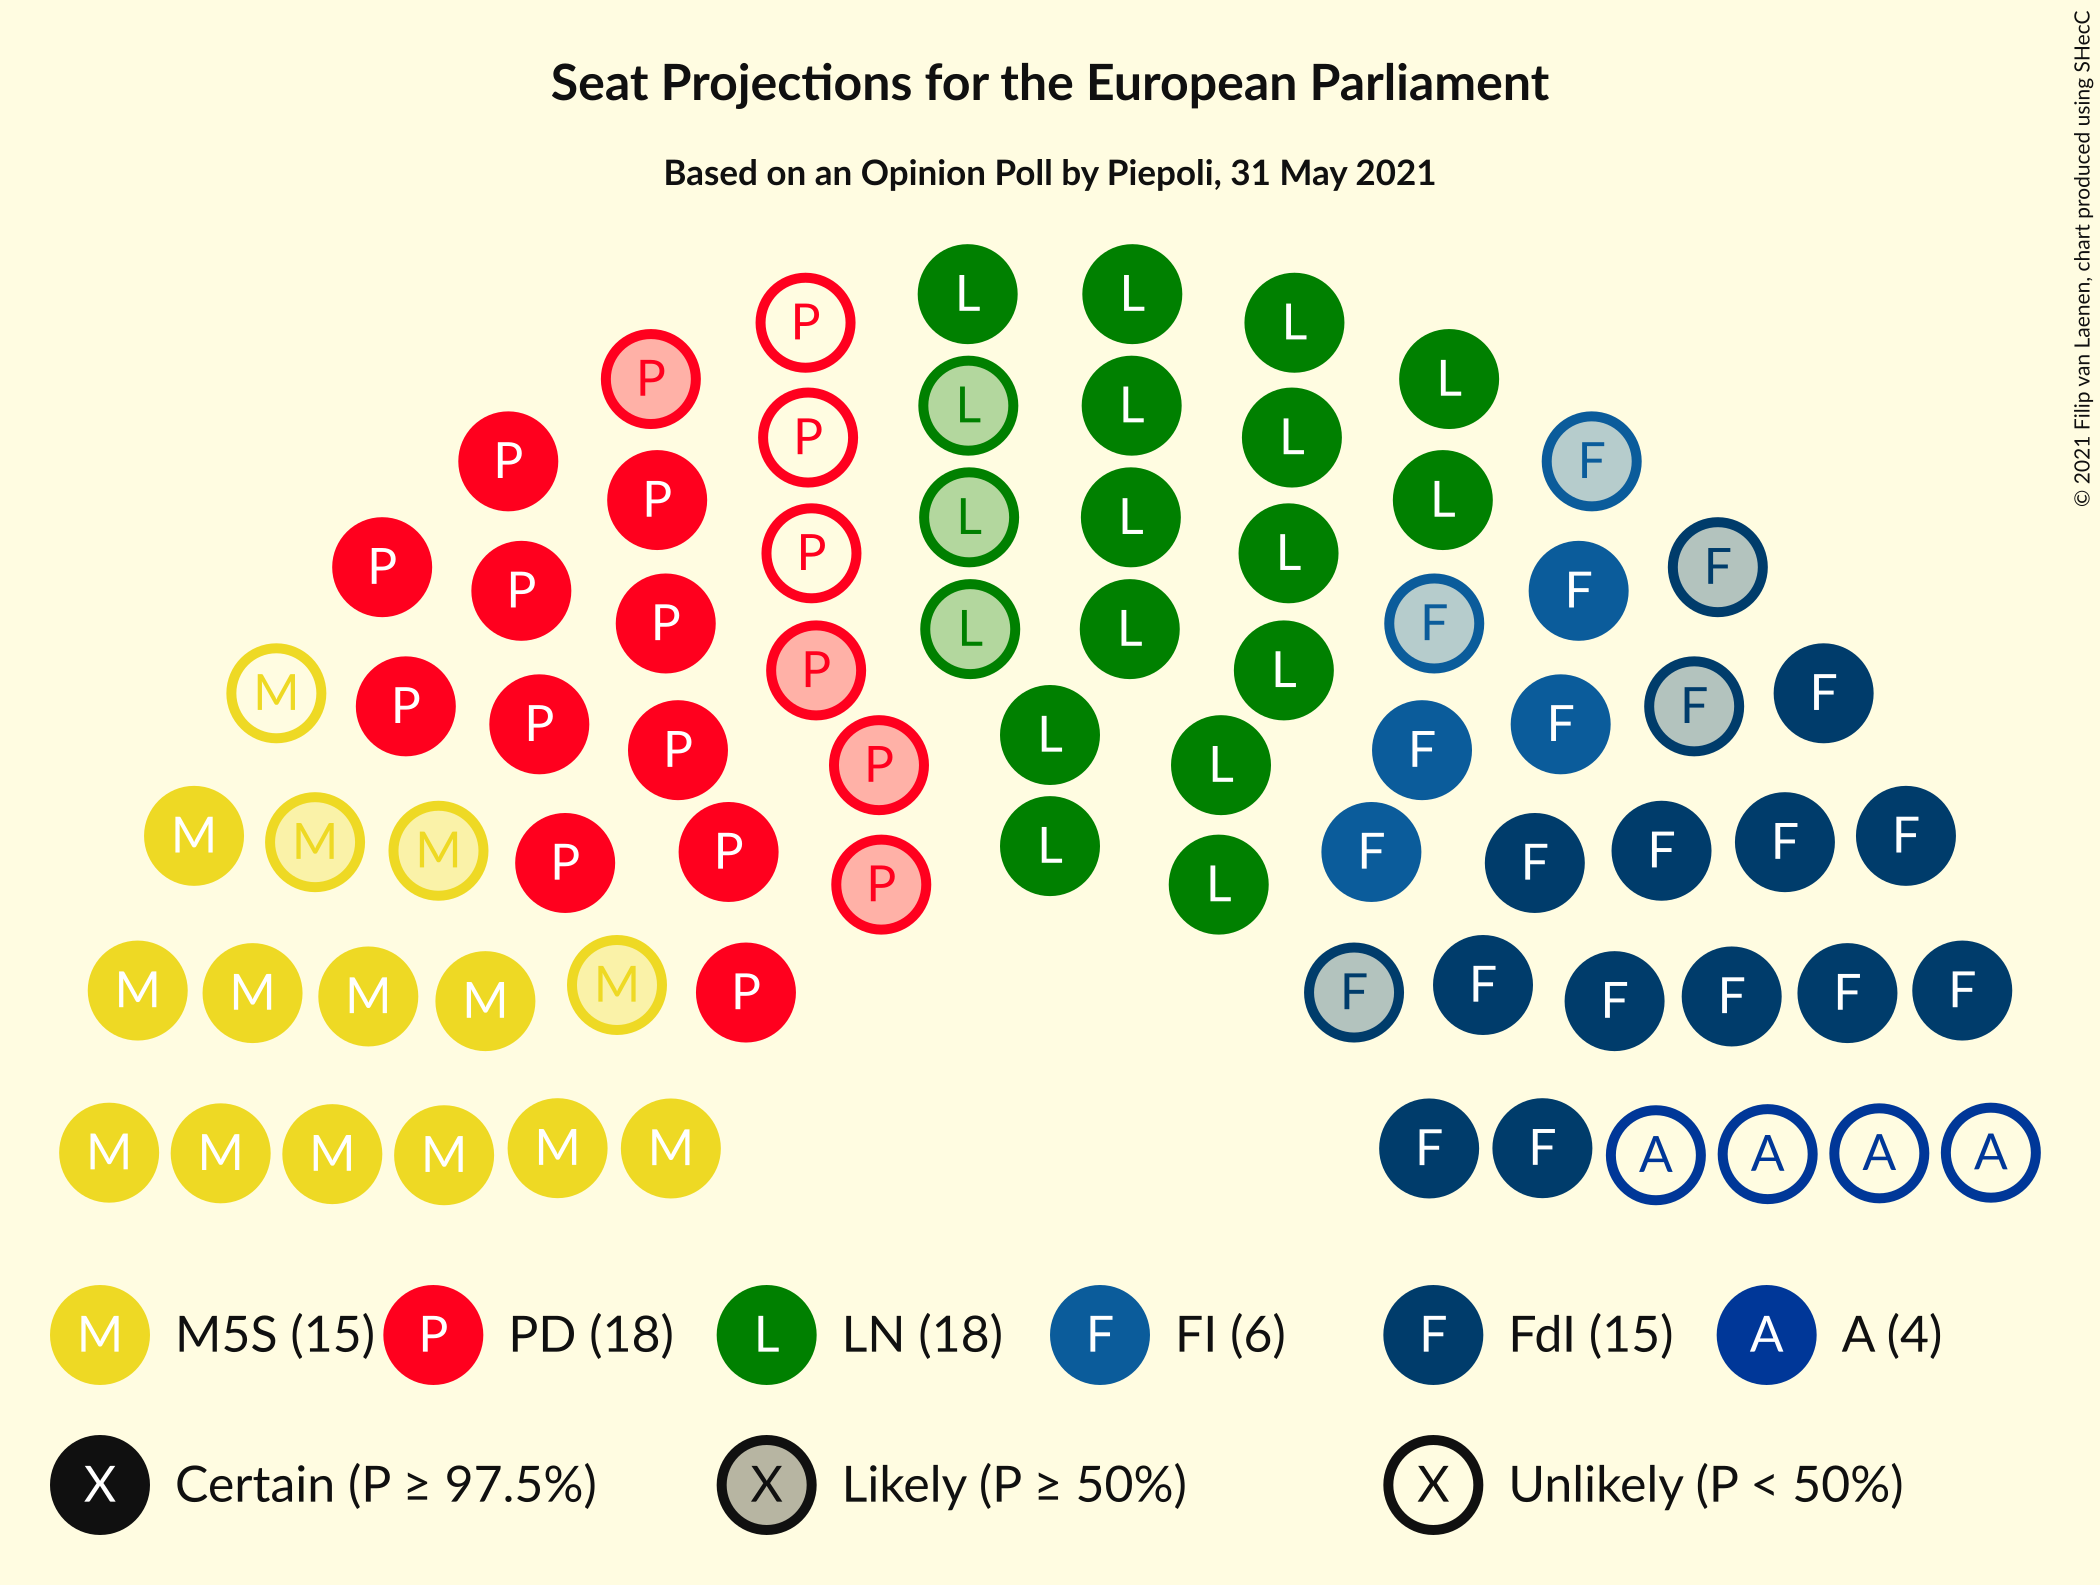 Seat Projections for the European Parliament
Based on an Opinion Poll by Piepoli, 31 May 2021
© 2021 Filip van Laenen, chart produced using SHecC
L L
P L L
P L L L
P L L
P P L L
P F
P L L L
P L L
P F P F
P P L F
P F
P L L L
M P F F
P P F F
P L F
P L
M F
M P L F
M P F F
P L
M M M M M P F F F F F F
M M M M M M F F A A A A
M M5S (15) P PD (18) L LN (18) F FI (6) F FdI (15) A A (4)
X Certain (P ≥ 97.5%) X Likely (P ≥ 50%) X Unlikely (P < 50%)